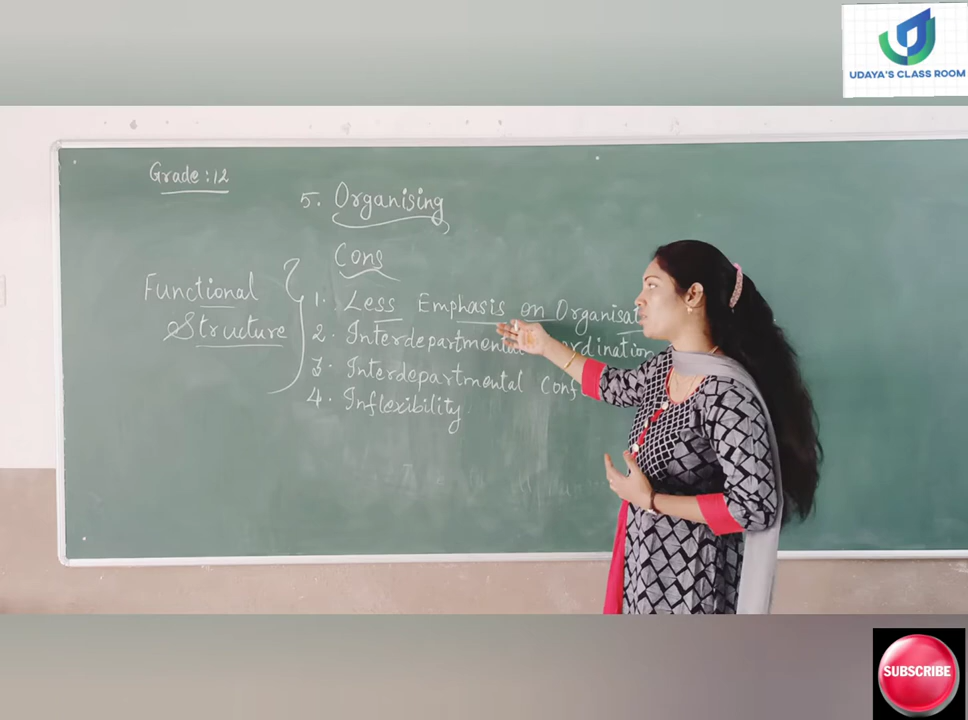 UDAYA'S CLASS ROOM
Grade : 12
5. Organising
Cons
Functional
Structure
1. Less Emphasis on Organisat
2. Interdepartmental rdination
3. Interdepartmental Conf
4. Inflexibility
SUBSCRIBE